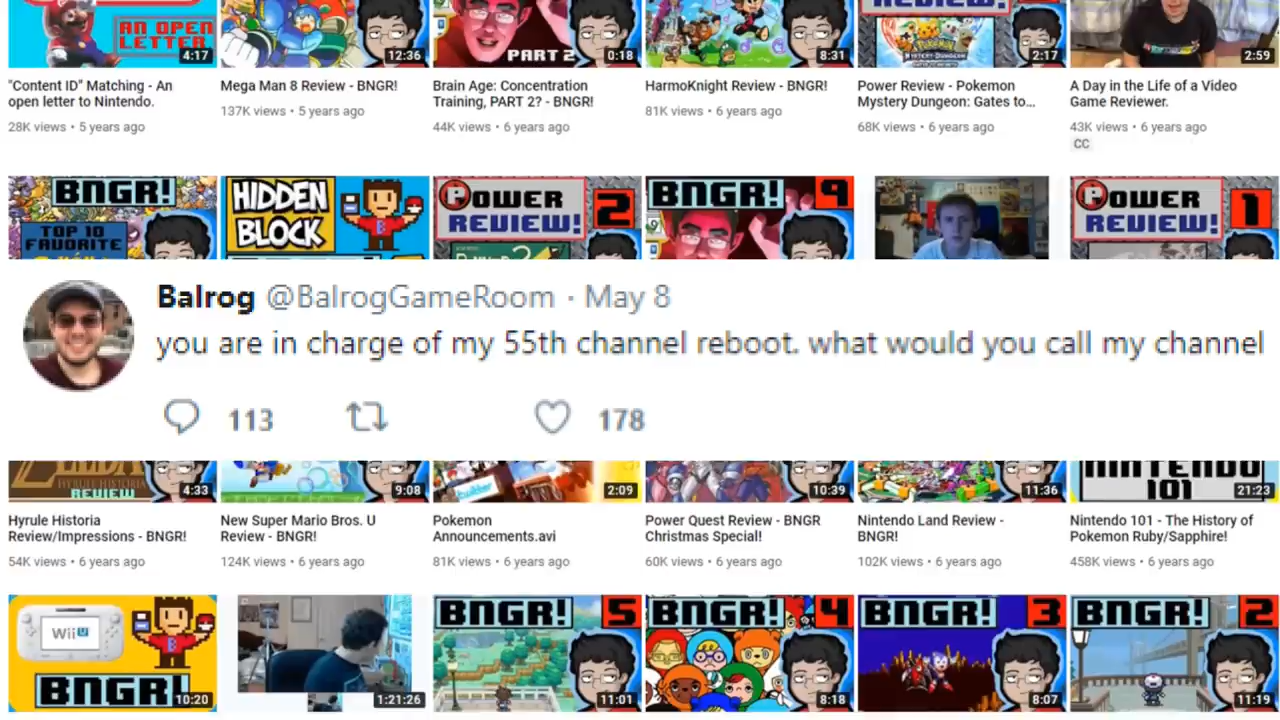 AN OPEN
LETTER
4:17
12:36
PART 2
0:18
8:31
REVIEW!
2:17
2:59
"Content ID" Matching - An
open letter to Nintendo.
28K views • 5 years ago
Mega Man 8 Review - BNGR!
137K views • 5 years ago
Brain Age: Concentration
Training, PART 2? - BNGR!
44K views • 6 years ago
HarmoKnight Review - BNGR!
81K views • 6 years ago
Power Review - Pokemon
Mystery Dungeon: Gates to...
68K views • 6 years ago
A Day in the Life of a Video
Game Reviewer.
43K views • 6 years ago
CC
BNGR!
TOP 10
FAVORITE
HIDDEN
BLOCK
POWER
REVIEW!
2
BNGR!
9
POWER
REVIEW!
1
Balrog @BalrogGameRoom · May 8
you are in charge of my 55th channel reboot. what would you call my channel
113
178
HYRULE HISTORIA
REVIEW
4:33
9:08
twitter
2:09
10:39
11:36
NINTENDO
101
21:23
Hyrule Historia
Review/Impressions - BNGR!
54K views • 6 years ago
New Super Mario Bros. U
Review - BNGR!
124K views • 6 years ago
Pokemon
Announcements.avi
81K views • 6 years ago
Power Quest Review - BNGR
Christmas Special!
60K views • 6 years ago
Nintendo Land Review -
BNGR!
102K views • 6 years ago
Nintendo 101 - The History of
Pokemon Ruby/Sapphire!
458K views • 6 years ago
Wii U
BNGR!
10:20
1:21:26
BNGR!
5
11:01
BNGR!
4
8:18
BNGR!
3
8:07
BNGR!
2
11:19